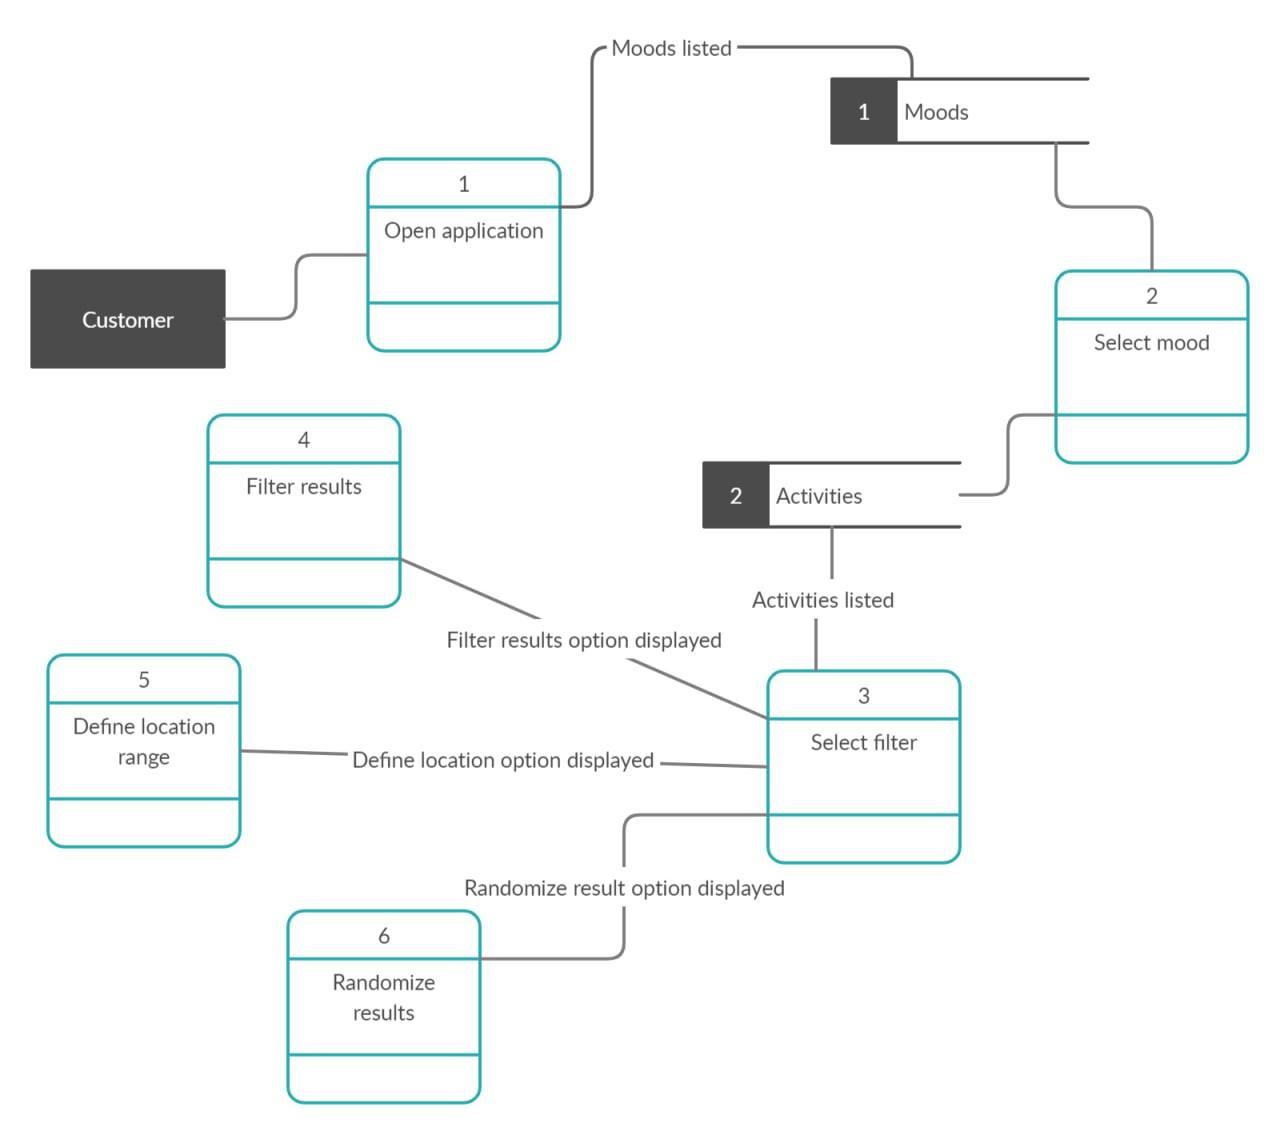 Moods listed
1
Moods
1
Open application
Customer
2
Select mood
4
Filter results
2
Activities
Activities listed
Filter results option displayed
5
Define location
range
3
Select filter
Define location option displayed
Randomize result option displayed
6
Randomize
results